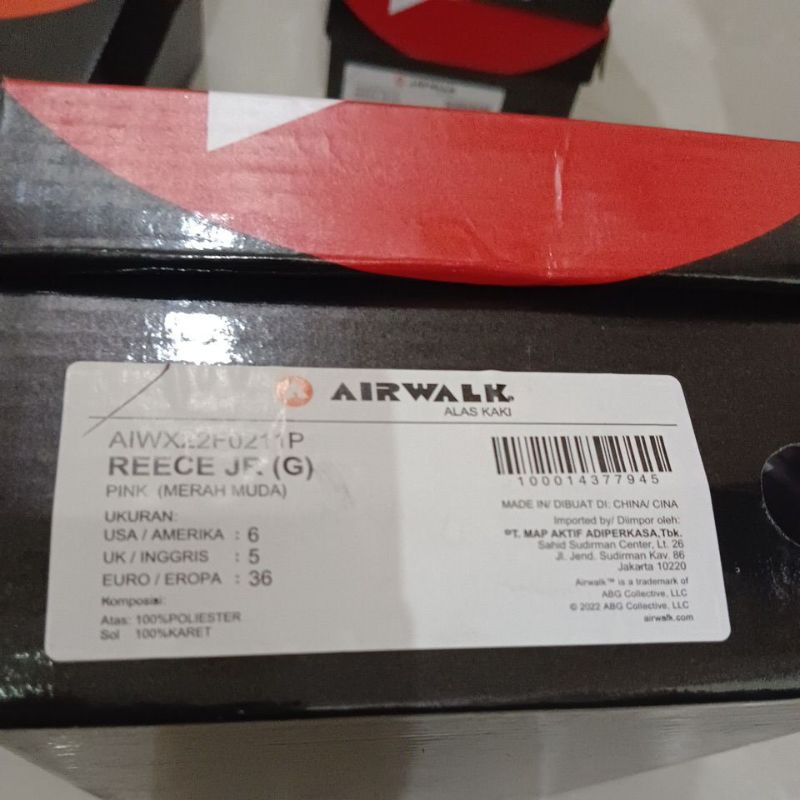 AIRWALK
ALAS KAKI
REECE JR. (G)
PINK (MERAH MUDA)
UKURAN:
USA / AMERIKA : 6
UK / INGGRIS : 5
EURO / EROPA : 36
Komposisi:
Atas: 100%POLIESTER
Sol 100%KARET
100014377945
MADE IN/ DIBUAT DI: CHINA/ CINA
Imported by/ Diimpor oleh:
PT. MAP AKTIF ADIPERKASA,Tbk.
Sahid Sudirman Center, Lt. 26
Jl. Jend. Sudirman Kav. 86
Jakarta 10220
Airwalk™ is a trademark of
ABG Collective, LLC
© 2022 ABG Collective, LLC
airwalk.com